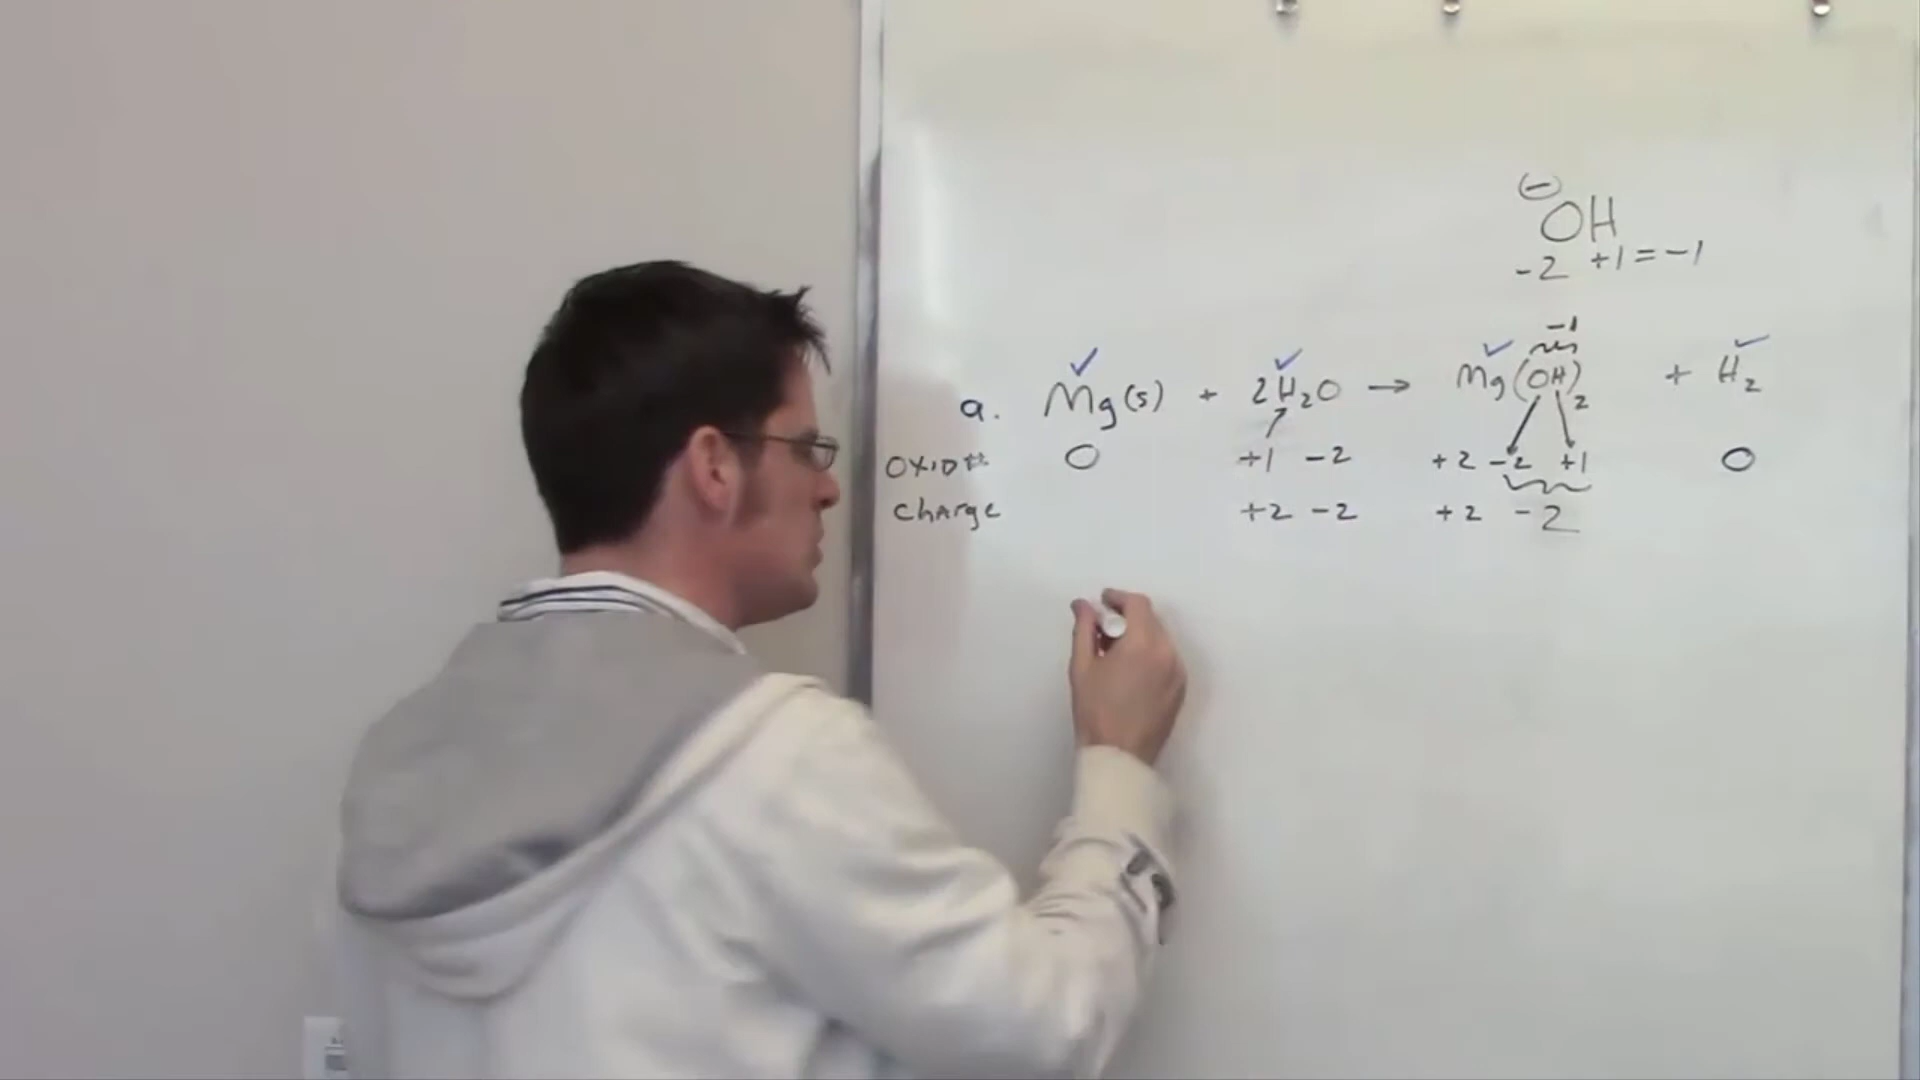 ⊖
OH
-2 +1 = -1
-1
a. Mg(s) + 2H₂O → Mg(OH)₂ + H₂
OXID# 0 +1 -2 +2 -2 +1 0
charge +2 -2 +2 -2